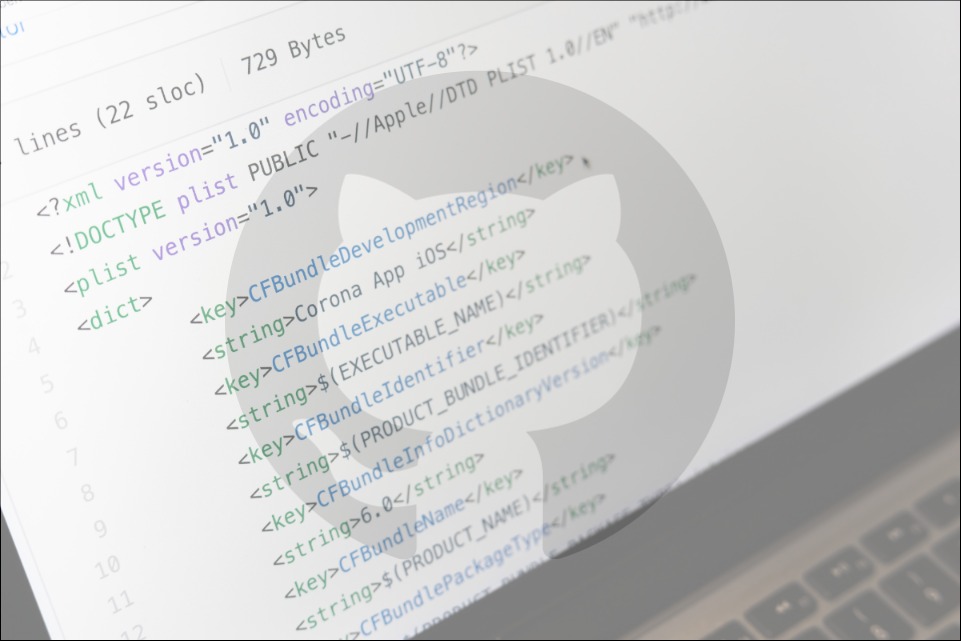 lines (22 sloc) 729 Bytes
<?xml version="1.0" encoding="UTF-8"?>
2 <!DOCTYPE plist PUBLIC "-//Apple//DTD PLIST 1.0//EN" "http://
3 <plist version="1.0">
4 <dict>
5 <key>CFBundleDevelopmentRegion</key>
6 <string>Corona App iOS</string>
7 <key>CFBundleExecutable</key>
8 <string>$(EXECUTABLE_NAME)</string>
9 <key>CFBundleIdentifier</key>
10 <string>$(PRODUCT_BUNDLE_IDENTIFIER)</string>
11 <key>CFBundleInfoDictionaryVersion</key>
12 <string>6.0</string>
<key>CFBundleName</key>
<string>$(PRODUCT_NAME)</string>
<key>CFBundlePackageType</key>